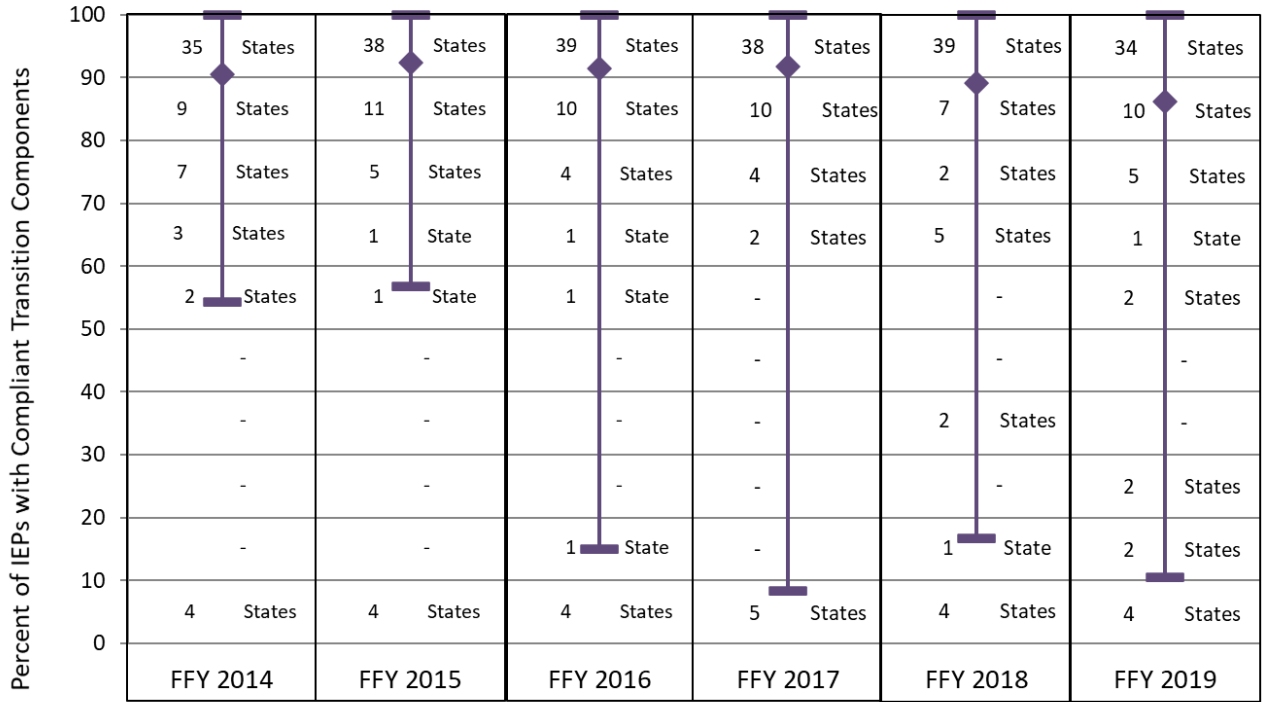 Percent of IEPs with Compliant Transition Components
100
35 States 38 States 39 States 38 States 39 States 34 States
90
9 States 11 States 10 States 10 States 7 States 10 States
80
7 States 5 States 4 States 4 States 2 States 5 States
70
3 States 1 State 1 State 2 States 5 States 1 State
60
2 States 1 State 1 State - - 2 States
50
- - - - - -
40
- - - - 2 States -
30
- - - - - 2 States
20
- - 1 State - 1 State 2 States
10
4 States 4 States 4 States 5 States 4 States 4 States
0
FFY 2014 FFY 2015 FFY 2016 FFY 2017 FFY 2018 FFY 2019